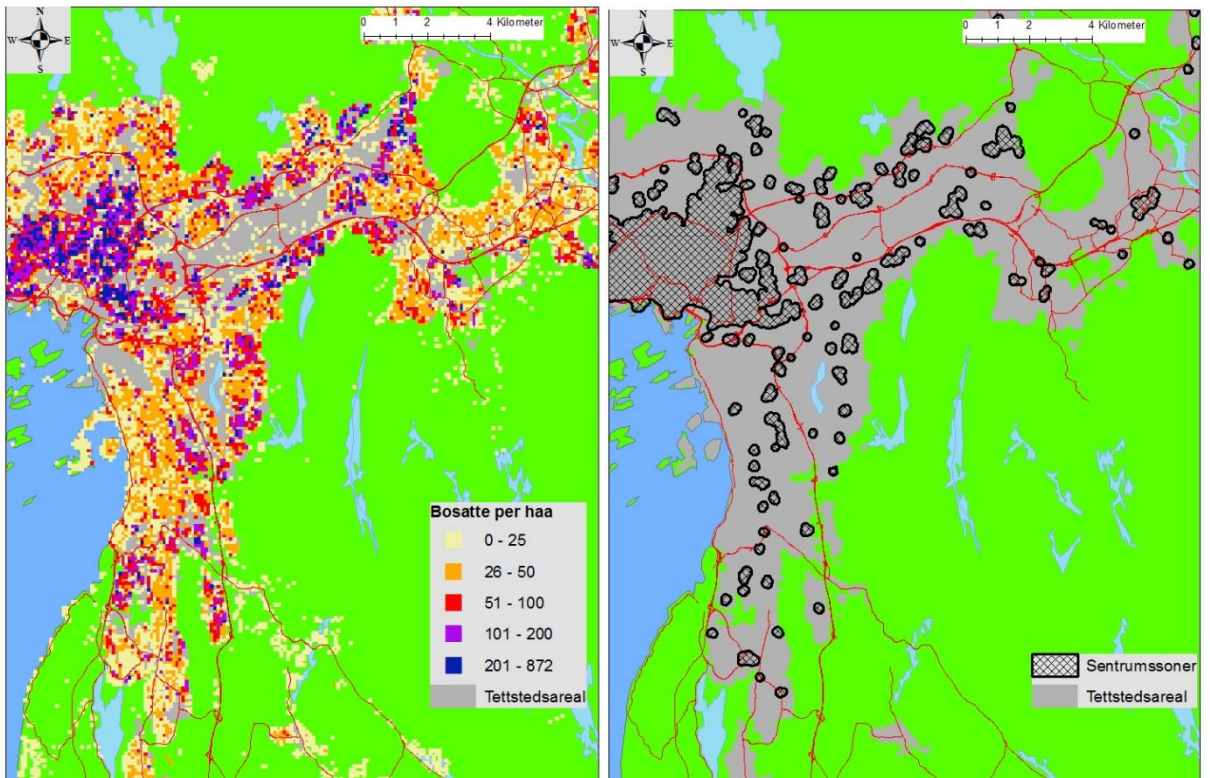 N
W E
S
0 1 2 4 Kilometer
Bosatte per haa
0 - 25
26 - 50
51 - 100
101 - 200
201 - 872
Tettstedsareal
N
W E
S
0 1 2 4 Kilometer
Sentrumssoner
Tettstedsareal